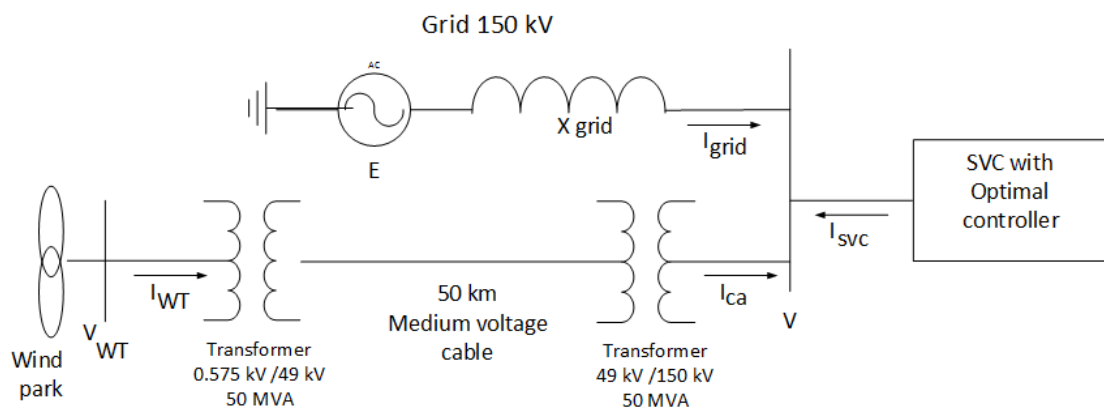 Grid 150 kV
AC
X grid
I grid
E
SVC with
Optimal
controller
I SVC
I WT
50 km
Medium voltage
cable
I ca
V
V WT
Wind
park
Transformer
0.575 kV /49 kV
50 MVA
Transformer
49 kV /150 kV
50 MVA